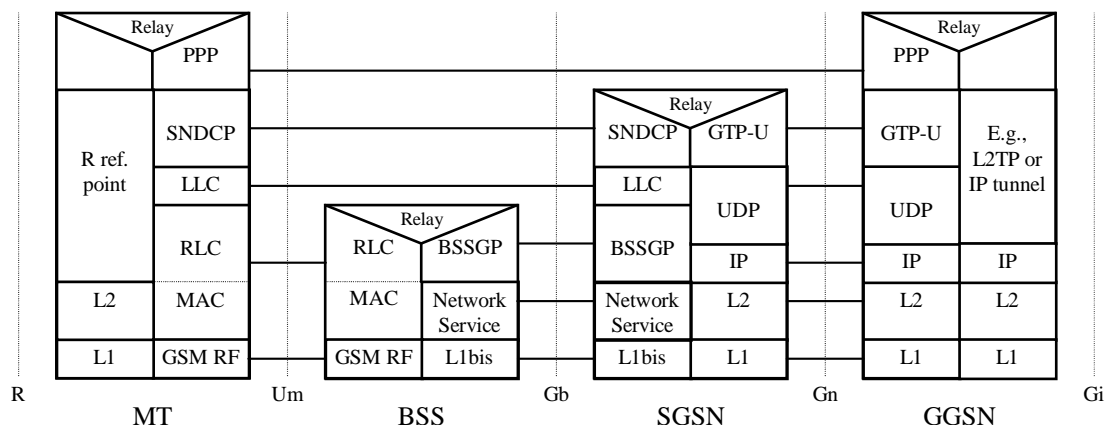 Relay
PPP
R ref.
point
SNDCP
LLC
RLC
L2
MAC
L1
GSM RF
Relay
RLC
BSSGP
MAC
Network
Service
GSM RF
L1bis
Relay
SNDCP
GTP-U
LLC
UDP
BSSGP
IP
Network
Service
L2
L1bis
L1
Relay
PPP
GTP-U
E.g.,
L2TP or
IP tunnel
UDP
IP
IP
L2
L2
L1
L1
R
Um
Gb
Gn
Gi
MT
BSS
SGSN
GGSN